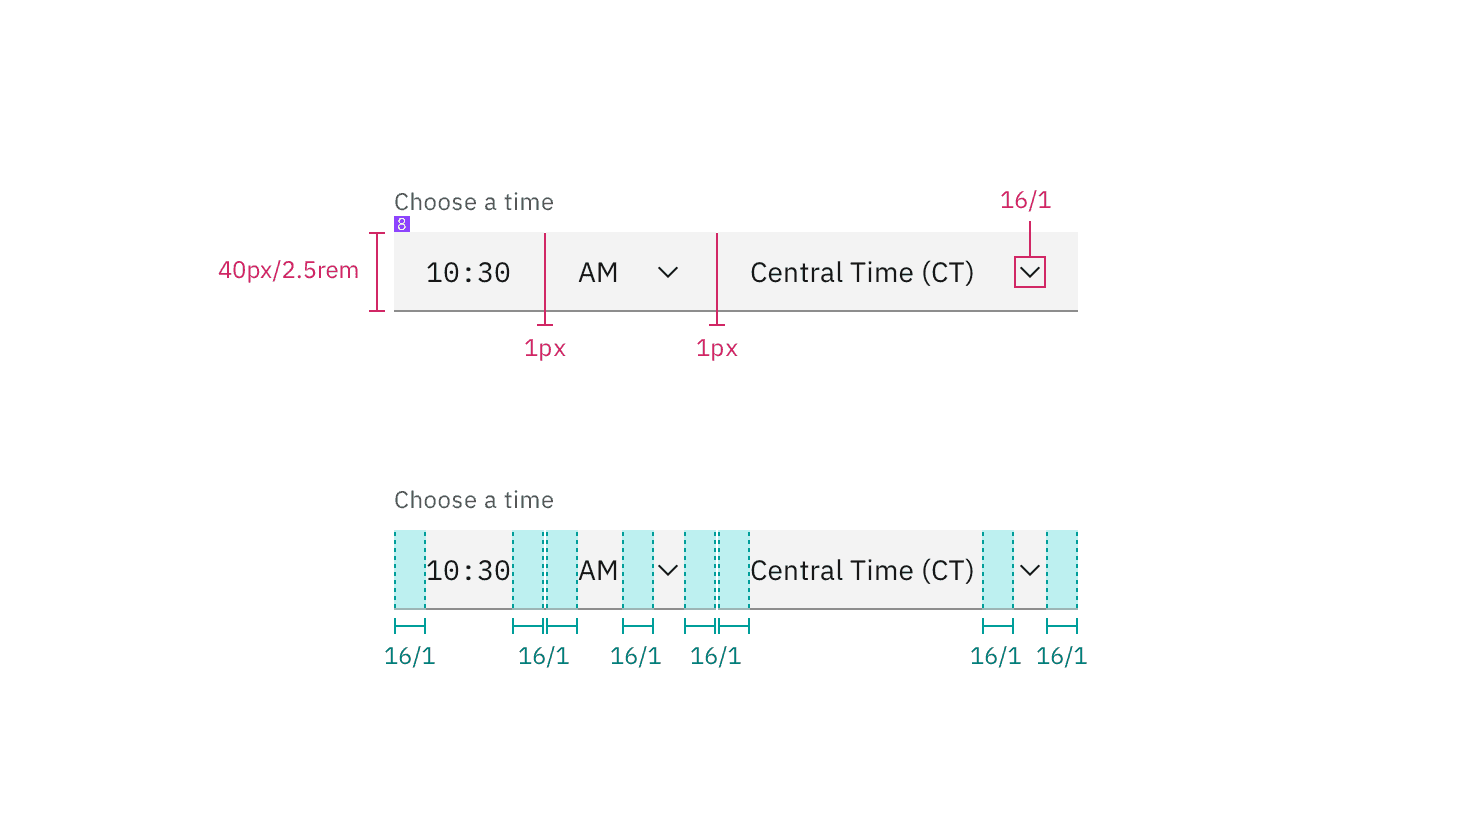 Choose a time
16/1
8
40px/2.5rem
10:30 AM Central Time (CT)
1px 1px
Choose a time
10:30 AM Central Time (CT)
16/1 16/1 16/1 16/1 16/1 16/1